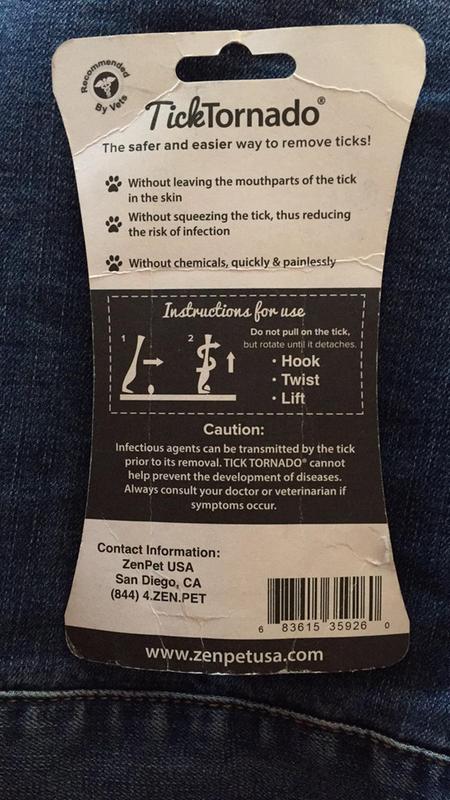 Recommended
By Vets
TickTornado®
The safer and easier way to remove ticks!
Without leaving the mouthparts of the tick
in the skin
Without squeezing the tick, thus reducing
the risk of infection
Without chemicals, quickly & painlessly
Instructions for use
1
2
Do not pull on the tick,
but rotate until it detaches.
• Hook
• Twist
• Lift
Caution:
Infectious agents can be transmitted by the tick
prior to its removal. TICK TORNADO® cannot
help prevent the development of diseases.
Always consult your doctor or veterinarian if
symptoms occur.
Contact Information:
ZenPet USA
San Diego, CA
(844) 4.ZEN.PET
6 83615 35926 0
www.zenpetusa.com